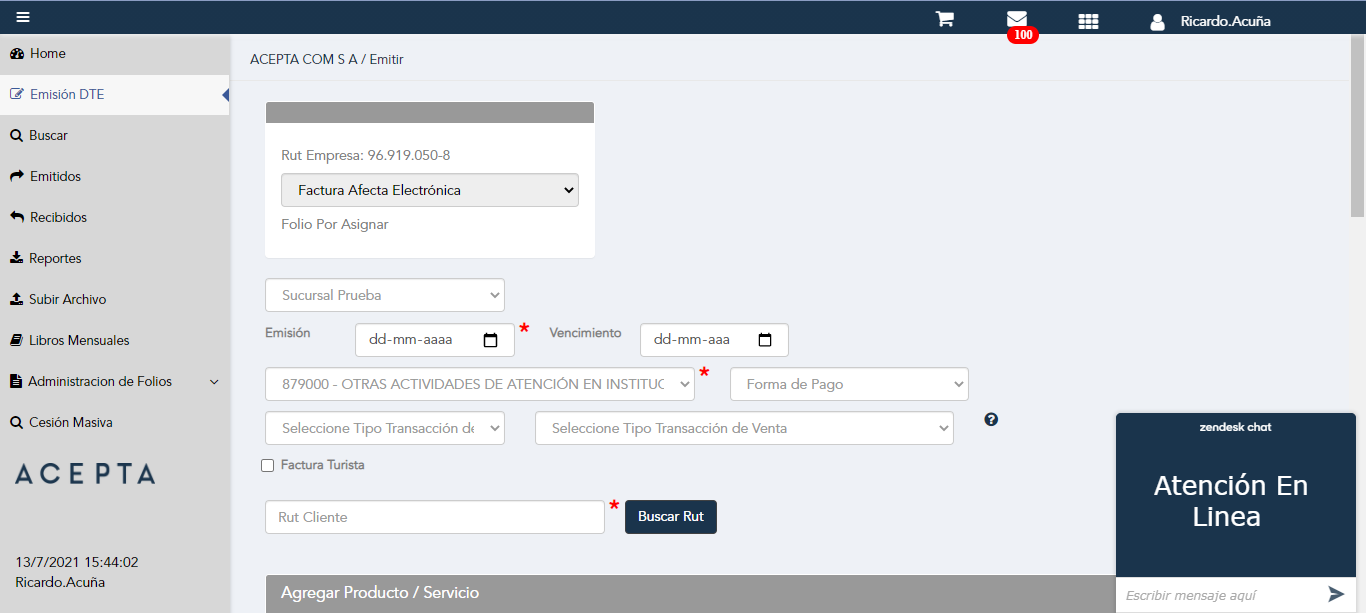 100
Ricardo.Acuña
Home
Emisión DTE
Buscar
Emitidos
Recibidos
Reportes
Subir Archivo
Libros Mensuales
Administracion de Folios
Cesión Masiva
ACEPTA
13/7/2021 15:44:02
Ricardo.Acuña
ACEPTA COM S A / Emitir
Rut Empresa: 96.919.050-8
Factura Afecta Electrónica
Folio Por Asignar
Sucursal Prueba
Emisión dd-mm-aaaa * Vencimiento dd-mm-aaa
879000 - OTRAS ACTIVIDADES DE ATENCIÓN EN INSTITUC * Forma de Pago
Seleccione Tipo Transacción de Seleccione Tipo Transacción de Venta ?
Factura Turista
Rut Cliente * Buscar Rut
Agregar Producto / Servicio
zendesk chat
Atención En
Linea
Escribir mensaje aquí